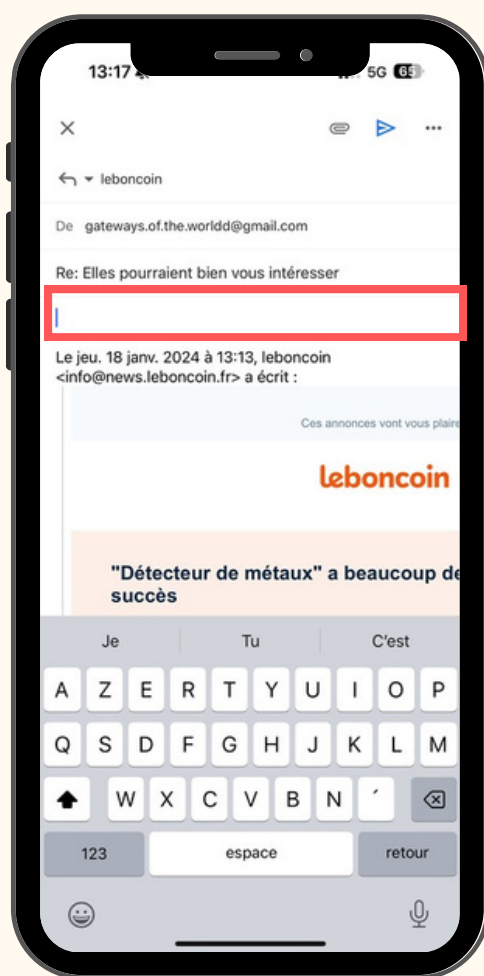 13:17
5G 65
leboncoin
De gateways.of.the.worldd@gmail.com
Re: Elles pourraient bien vous intéresser
Le jeu. 18 janv. 2024 à 13:13, leboncoin
<info@news.leboncoin.fr> a écrit :
Ces annonces vont vous plaire
leboncoin
"Détecteur de métaux" a beaucoup de
succès
Je Tu C'est
A Z E R T Y U I O P
Q S D F G H J K L M
W X C V B N ´
123 espace retour